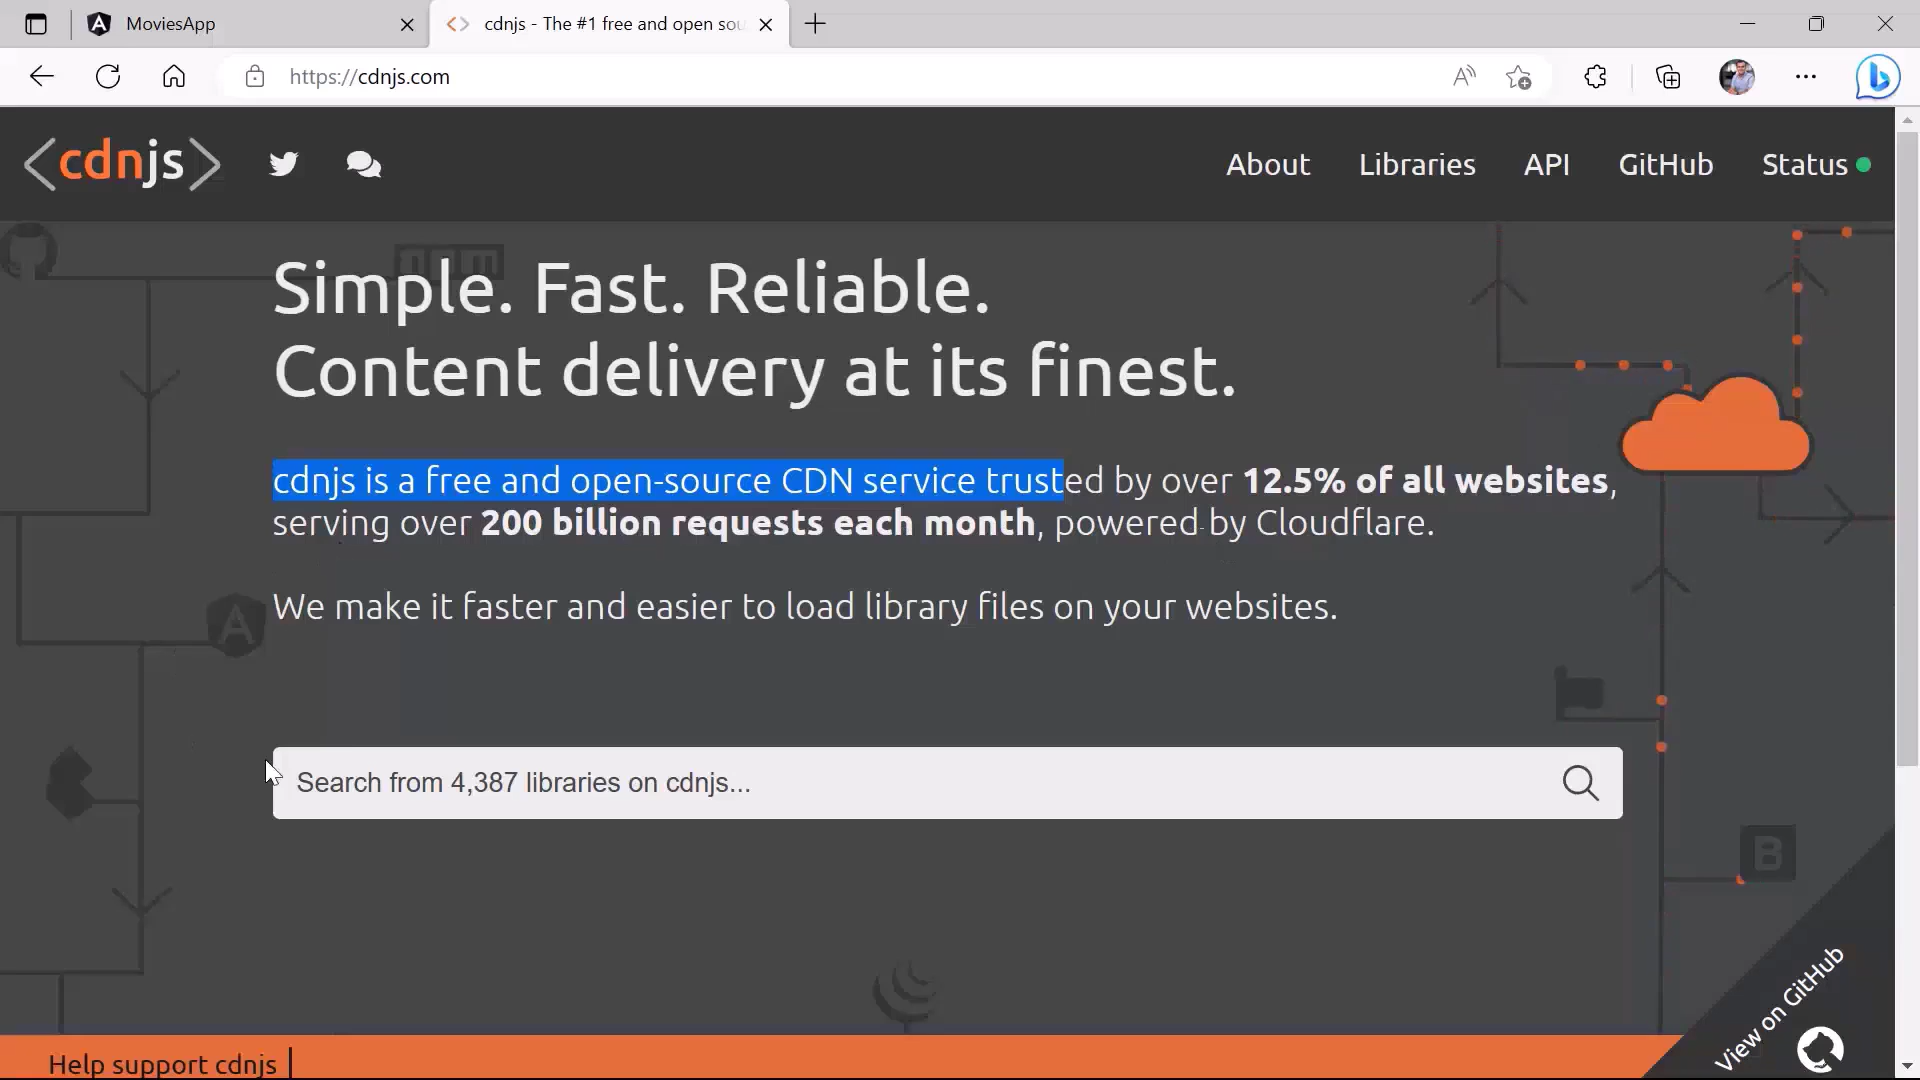 MoviesApp
cdnjs - The #1 free and open sou
https://cdnjs.com
<cdnjs>
About
Libraries
API
GitHub
Status
npm
Simple. Fast. Reliable.
Content delivery at its finest.
cdnjs is a free and open-source CDN service trusted by over 12.5% of all websites,
serving over 200 billion requests each month, powered by Cloudflare.
We make it faster and easier to load library files on your websites.
Search from 4,387 libraries on cdnjs...
B
View on GitHub
Help support cdnjs